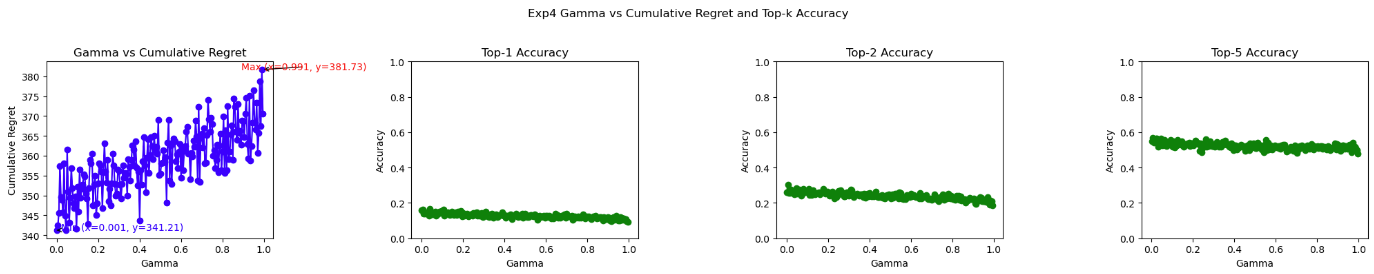 Exp4 Gamma vs Cumulative Regret and Top-k Accuracy
Gamma vs Cumulative Regret
Max (x=0.991, y=381.73)
(x=0.001, y=341.21)
380
375
370
365
360
355
350
345
340
Cumulative Regret
0.0 0.2 0.4 0.6 0.8 1.0
Gamma
Top-1 Accuracy
1.0
0.8
0.6
0.4
0.2
0.0
Accuracy
0.0 0.2 0.4 0.6 0.8 1.0
Gamma
Top-2 Accuracy
1.0
0.8
0.6
0.4
0.2
0.0
Accuracy
0.0 0.2 0.4 0.6 0.8 1.0
Gamma
Top-5 Accuracy
1.0
0.8
0.6
0.4
0.2
0.0
Accuracy
0.0 0.2 0.4 0.6 0.8 1.0
Gamma